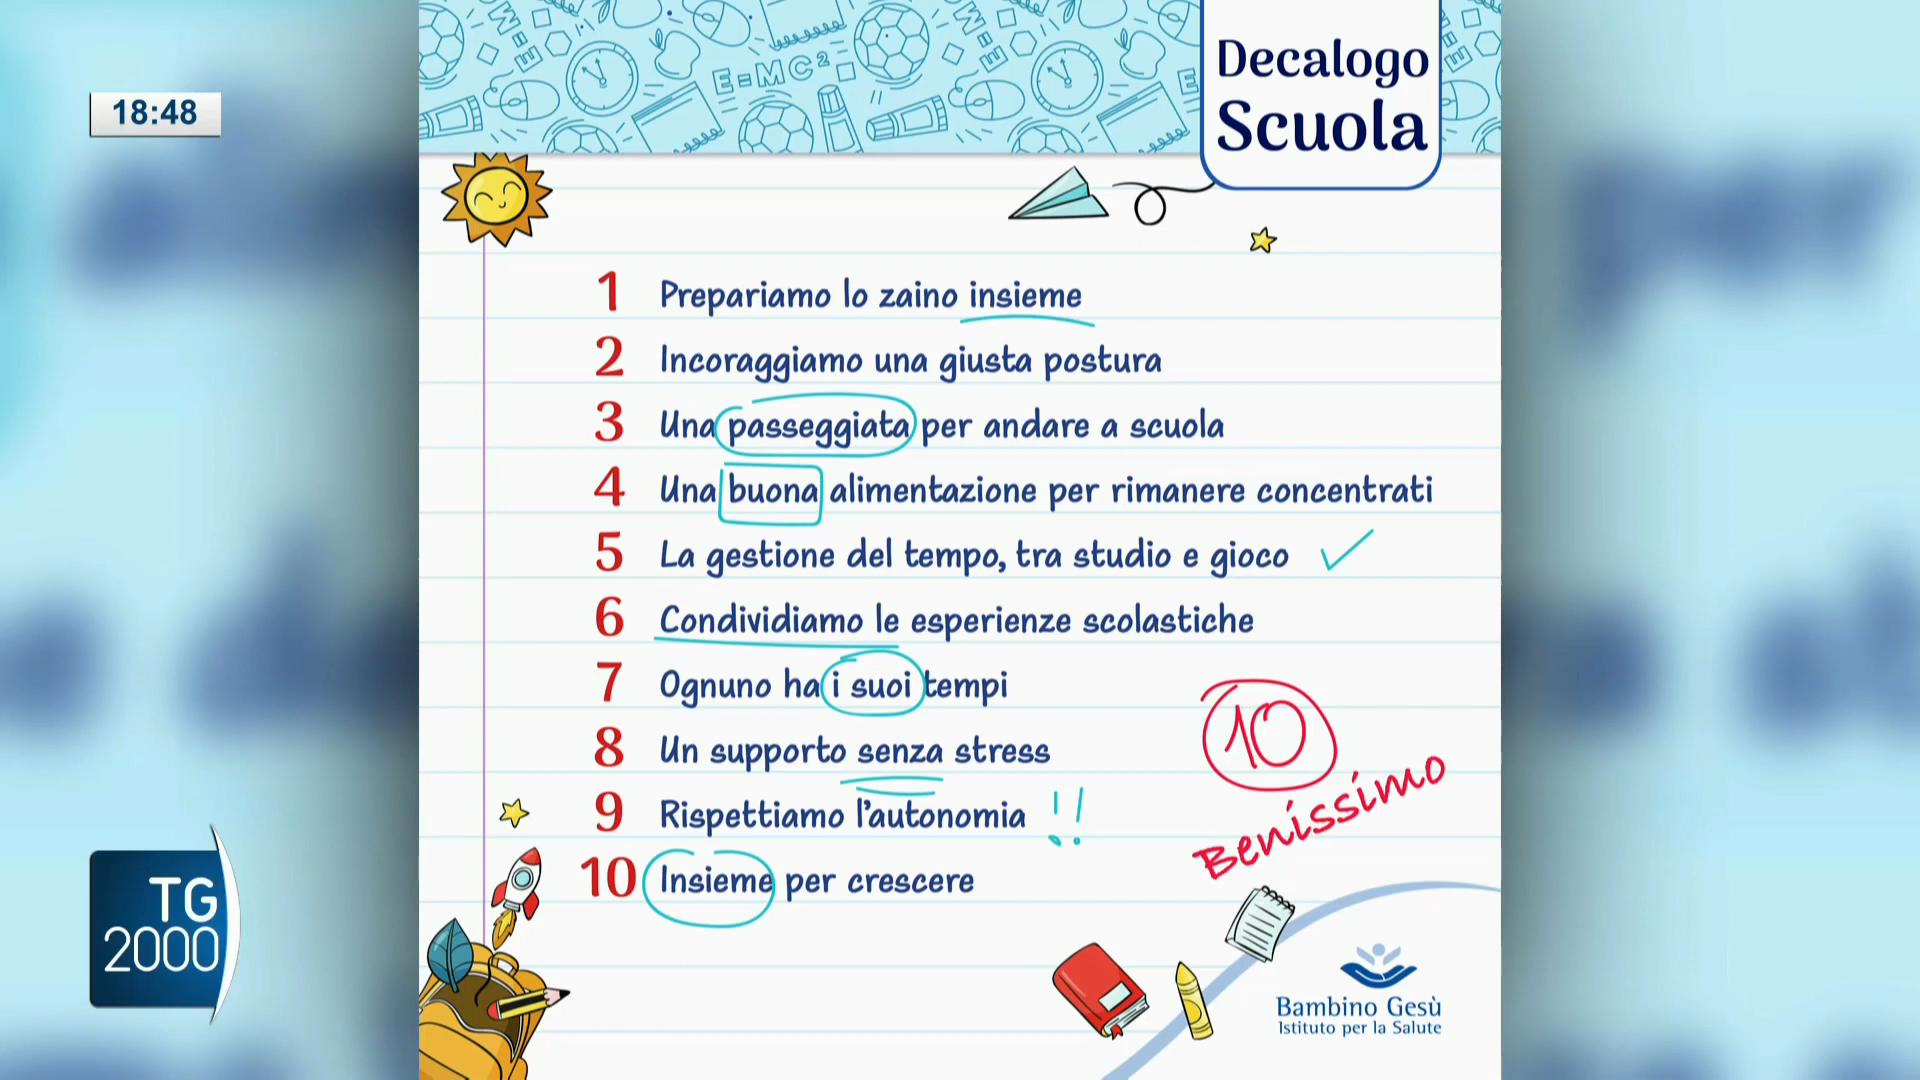 18:48
E=MC²
Decalogo
Scuola
1 Prepariamo lo zaino insieme
2 Incoraggiamo una giusta postura
3 Una passeggiata per andare a scuola
4 Una buona alimentazione per rimanere concentrati
5 La gestione del tempo, tra studio e gioco
6 Condividiamo le esperienze scolastiche
7 Ognuno ha i suoi tempi
8 Un supporto senza stress
9 Rispettiamo l'autonomia !!
10 Insieme per crescere
10
Benissimo
TG
2000
Bambino Gesù
Istituto per la Salute